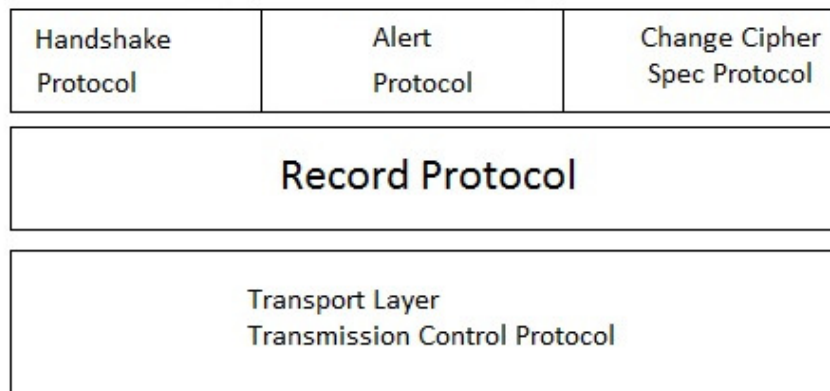 Handshake
Protocol
Alert
Protocol
Change Cipher
Spec Protocol
Record Protocol
Transport Layer
Transmission Control Protocol